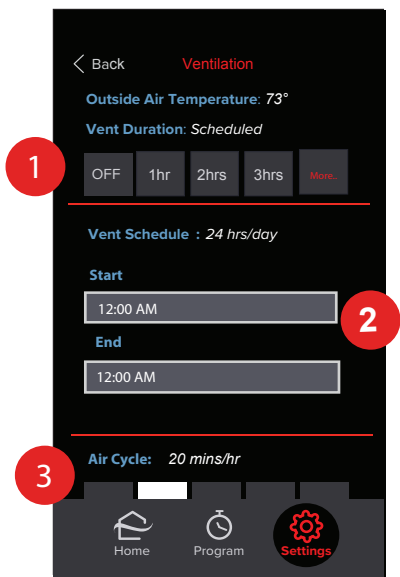 Back Ventilation
Outside Air Temperature: 73°
Vent Duration: Scheduled
1
OFF 1hr 2hrs 3hrs More..
Vent Schedule : 24 hrs/day
Start
12:00 AM
2
End
12:00 AM
Air Cycle: 20 mins/hr
3
Home Program Settings